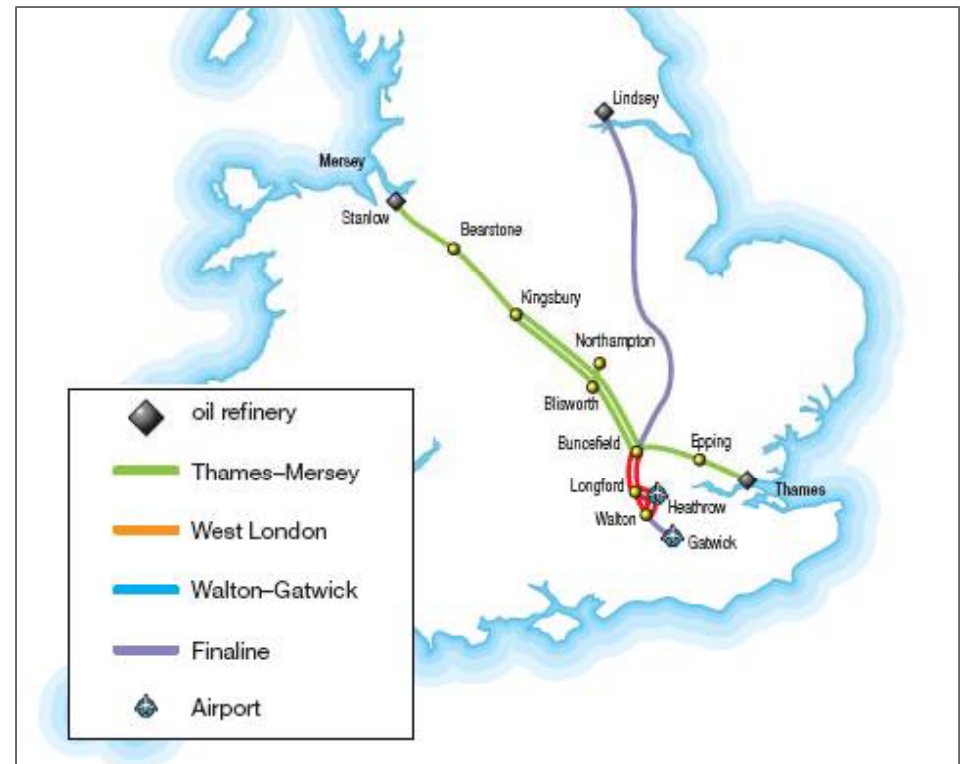 Lindsey
Mersey
Stanlow
Bearstone
Kingsbury
Northampton
Blisworth
Buncefield
Epping
Longford
Thames
Heathrow
Walton
Gatwick
oil refinery
Thames–Mersey
West London
Walton–Gatwick
Finaline
Airport